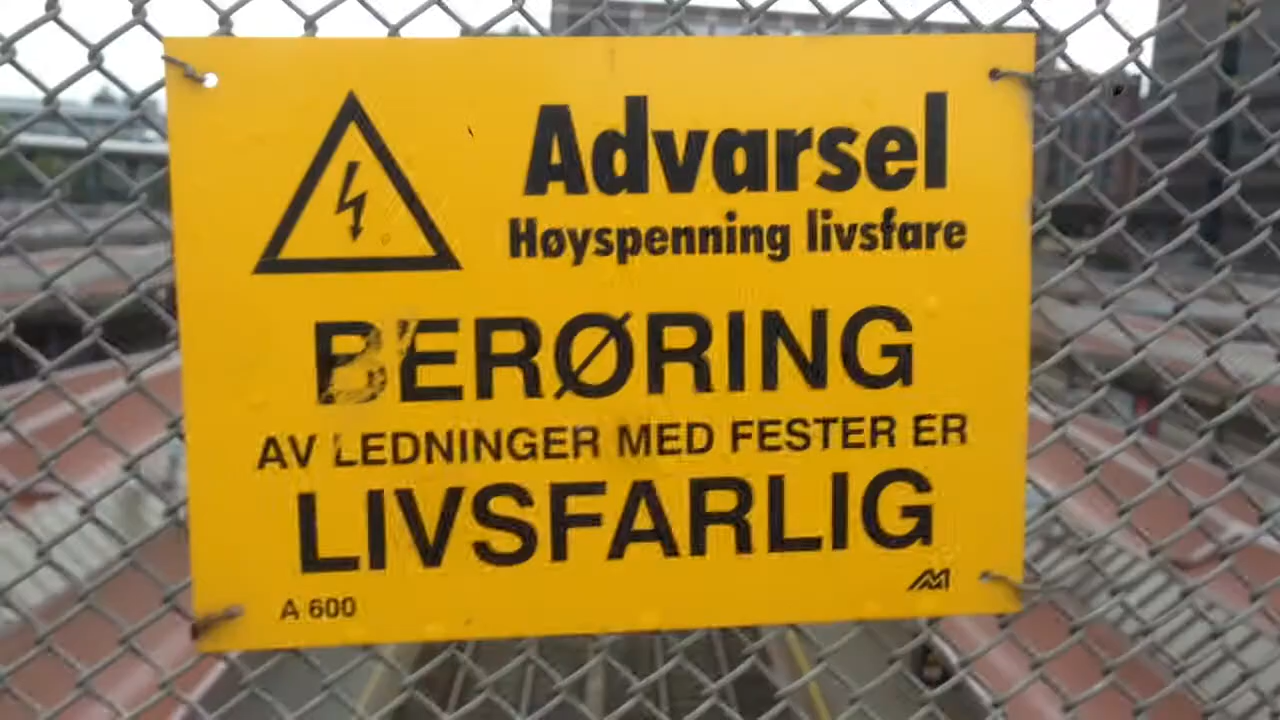 Advarsel
Høyspenning livsfare
BERØRING
AV LEDNINGER MED FESTER ER
LIVSFARLIG
A 600